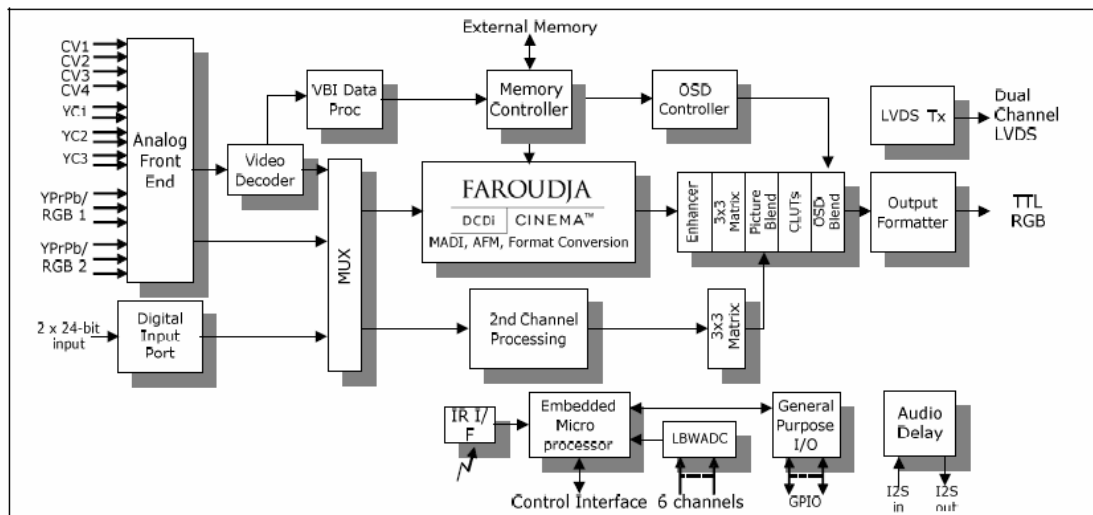 External Memory
CV1
CV2
CV3
CV4
YC1
YC2
YC3
YPrPb/
RGB 1
YPrPb/
RGB 2
Analog
Front
End
Video
Decoder
VBI Data
Proc
Memory
Controller
OSD
Controller
LVDS Tx
Dual
Channel
LVDS
MUX
FAROUDJA
DCDi CINEMA™
MADI, AFM, Format Conversion
Enhancer
3x3
Matrix
Picture
Blend
CLUTs
OSD
Blend
Output
Formatter
TTL
RGB
2 x 24-bit
input
Digital
Input
Port
2nd Channel
Processing
3x3
Matrix
IR I/
F
Embedded
Micro
processor
LBWADC
General
Purpose
I/O
Audio
Delay
Control Interface
6 channels
GPIO
I2S
in
I2S
out